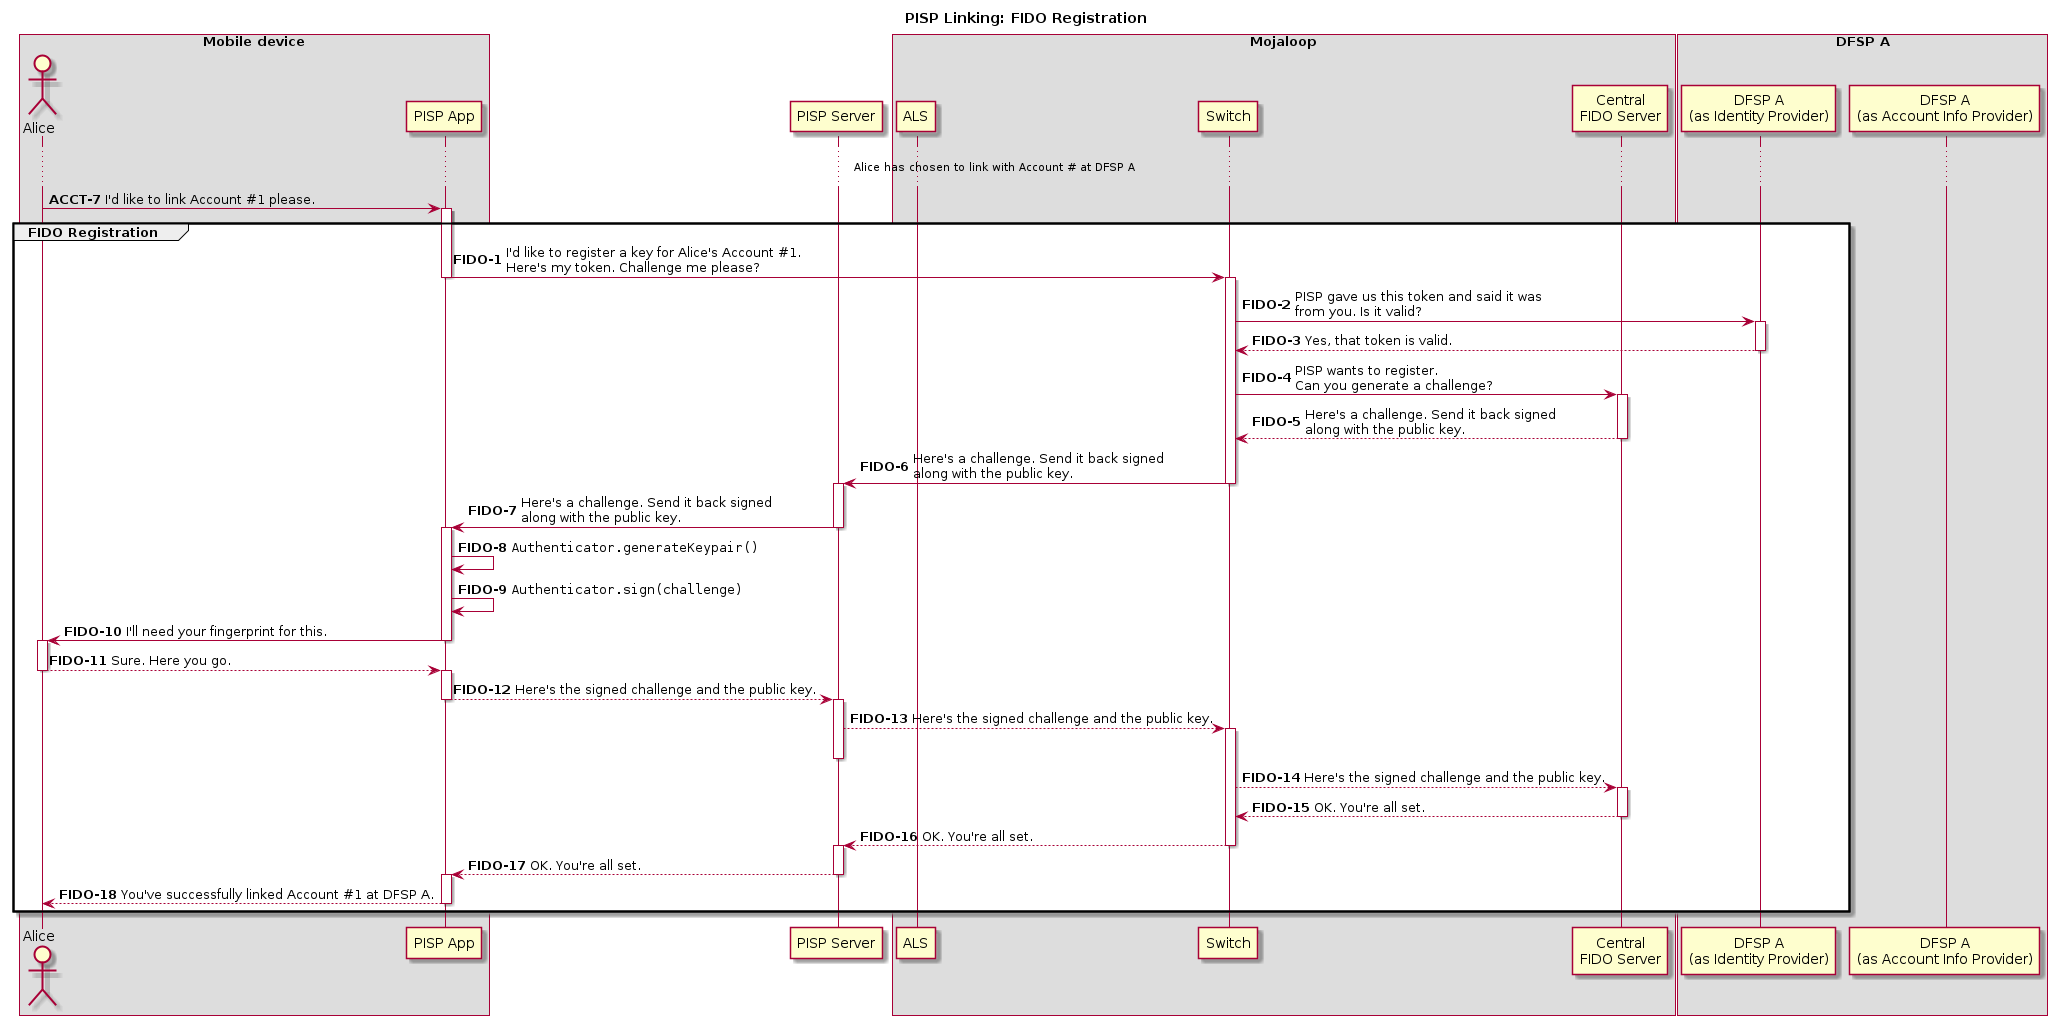 PISP Linking: FIDO Registration
Mobile device
Mojaloop
DFSP A
Alice
PISP App
PISP Server
ALS
Switch
Central
FIDO Server
DFSP A
(as Identity Provider)
DFSP A
(as Account Info Provider)
Alice has chosen to link with Account # at DFSP A
ACCT-7 I'd like to link Account #1 please.
FIDO Registration
FIDO-1 I'd like to register a key for Alice's Account #1.
Here's my token. Challenge me please?
FIDO-2 PISP gave us this token and said it was
from you. Is it valid?
FIDO-3 Yes, that token is valid.
FIDO-4 PISP wants to register.
Can you generate a challenge?
FIDO-5 Here's a challenge. Send it back signed
along with the public key.
FIDO-6 Here's a challenge. Send it back signed
along with the public key.
FIDO-7 Here's a challenge. Send it back signed
along with the public key.
FIDO-8 Authenticator.generateKeypair()
FIDO-9 Authenticator.sign(challenge)
FIDO-10 I'll need your fingerprint for this.
FIDO-11 Sure. Here you go.
FIDO-12 Here's the signed challenge and the public key.
FIDO-13 Here's the signed challenge and the public key.
FIDO-14 Here's the signed challenge and the public key.
FIDO-15 OK. You're all set.
FIDO-16 OK. You're all set.
FIDO-17 OK. You're all set.
FIDO-18 You've successfully linked Account #1 at DFSP A.
Alice
PISP App
PISP Server
ALS
Switch
Central
FIDO Server
DFSP A
(as Identity Provider)
DFSP A
(as Account Info Provider)